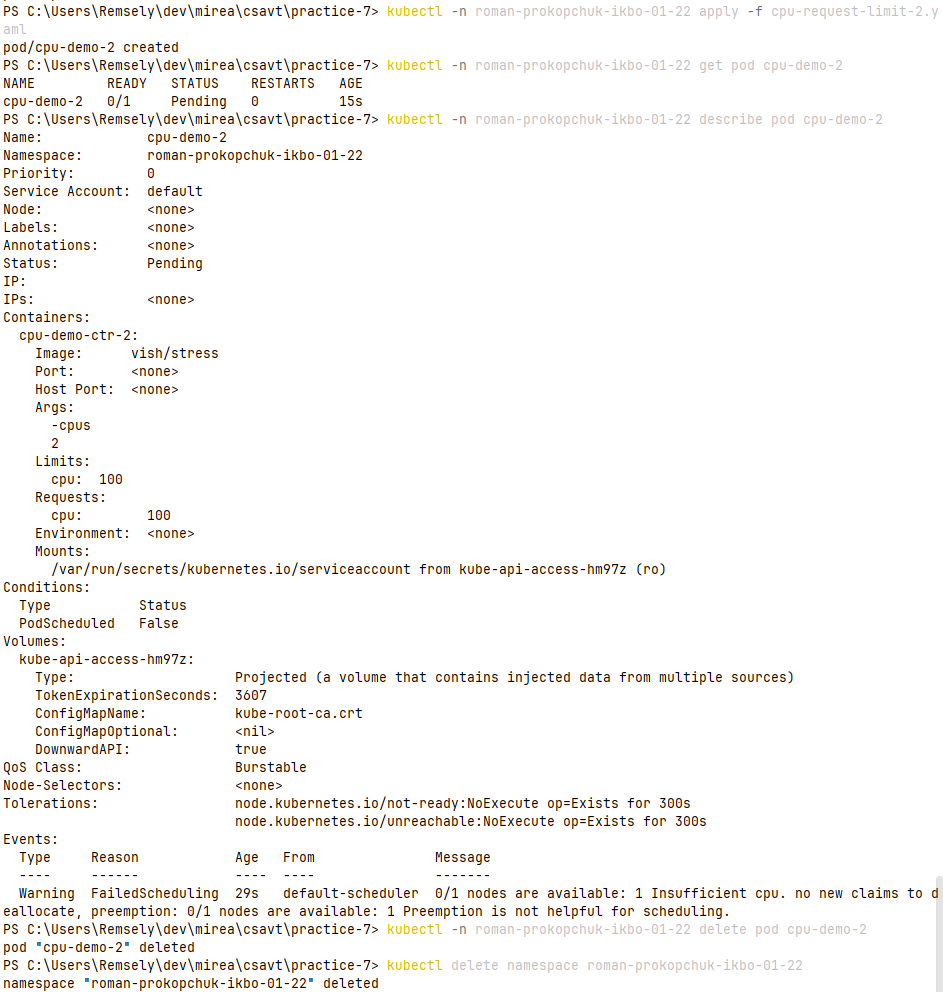 PS C:\Users\Remsely\dev\mirea\csavt\practice-7> kubectl -n roman-prokopchuk-ikbo-01-22 apply -f cpu-request-limit-2.y
aml
pod/cpu-demo-2 created
PS C:\Users\Remsely\dev\mirea\csavt\practice-7> kubectl -n roman-prokopchuk-ikbo-01-22 get pod cpu-demo-2
NAME         READY   STATUS    RESTARTS   AGE
cpu-demo-2   0/1     Pending   0          15s
PS C:\Users\Remsely\dev\mirea\csavt\practice-7> kubectl -n roman-prokopchuk-ikbo-01-22 describe pod cpu-demo-2
Name:             cpu-demo-2
Namespace:        roman-prokopchuk-ikbo-01-22
Priority:         0
Service Account:  default
Node:             <none>
Labels:           <none>
Annotations:      <none>
Status:           Pending
IP:
IPs:              <none>
Containers:
  cpu-demo-ctr-2:
    Image:      vish/stress
    Port:       <none>
    Host Port:  <none>
    Args:
      -cpus
      2
    Limits:
      cpu:  100
    Requests:
      cpu:        100
    Environment:  <none>
    Mounts:
      /var/run/secrets/kubernetes.io/serviceaccount from kube-api-access-hm97z (ro)
Conditions:
  Type           Status
  PodScheduled   False
Volumes:
  kube-api-access-hm97z:
    Type:                    Projected (a volume that contains injected data from multiple sources)
    TokenExpirationSeconds:  3607
    ConfigMapName:           kube-root-ca.crt
    ConfigMapOptional:       <nil>
    DownwardAPI:             true
QoS Class:                   Burstable
Node-Selectors:              <none>
Tolerations:                 node.kubernetes.io/not-ready:NoExecute op=Exists for 300s
                             node.kubernetes.io/unreachable:NoExecute op=Exists for 300s
Events:
  Type     Reason            Age   From               Message
  ----     ------            ----  ----               -------
  Warning  FailedScheduling  29s   default-scheduler  0/1 nodes are available: 1 Insufficient cpu. no new claims to d
eallocate, preemption: 0/1 nodes are available: 1 Preemption is not helpful for scheduling.
PS C:\Users\Remsely\dev\mirea\csavt\practice-7> kubectl -n roman-prokopchuk-ikbo-01-22 delete pod cpu-demo-2
pod "cpu-demo-2" deleted
PS C:\Users\Remsely\dev\mirea\csavt\practice-7> kubectl delete namespace roman-prokopchuk-ikbo-01-22
namespace "roman-prokopchuk-ikbo-01-22" deleted